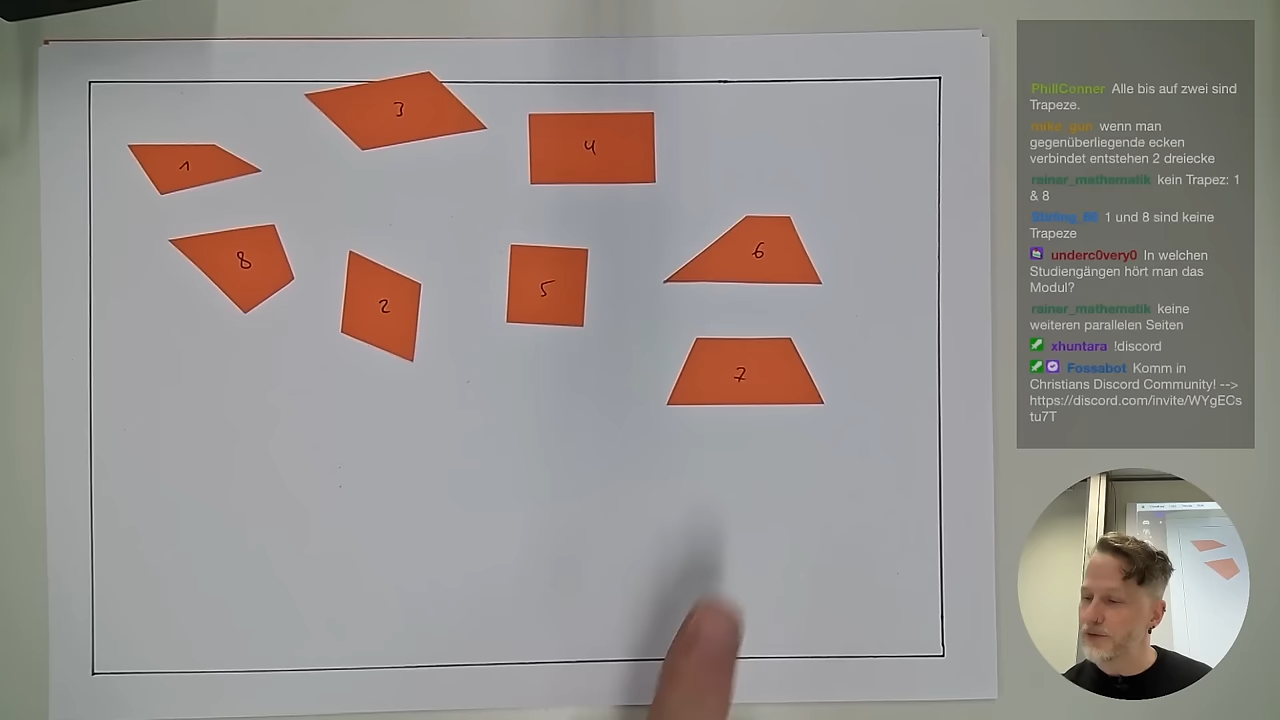 3
4
1
6
8
2
5
7
PhillConner Alle bis auf zwei sind
Trapeze.
mike_gun wenn man
gegenüberliegende ecken
verbindet entstehen 2 dreiecke
rainer_mathematik kein Trapez: 1
& 8
1 und 8 sind keine
Trapeze
underc0very0 In welchen
Studiengängen hört man das
Modul?
rainer_mathematik keine
weiteren parallelen Seiten
xhuntara !discord
Fossabot Komm in
Christians Discord Community! -->
https://discord.com/invite/WYgECs
tu7T